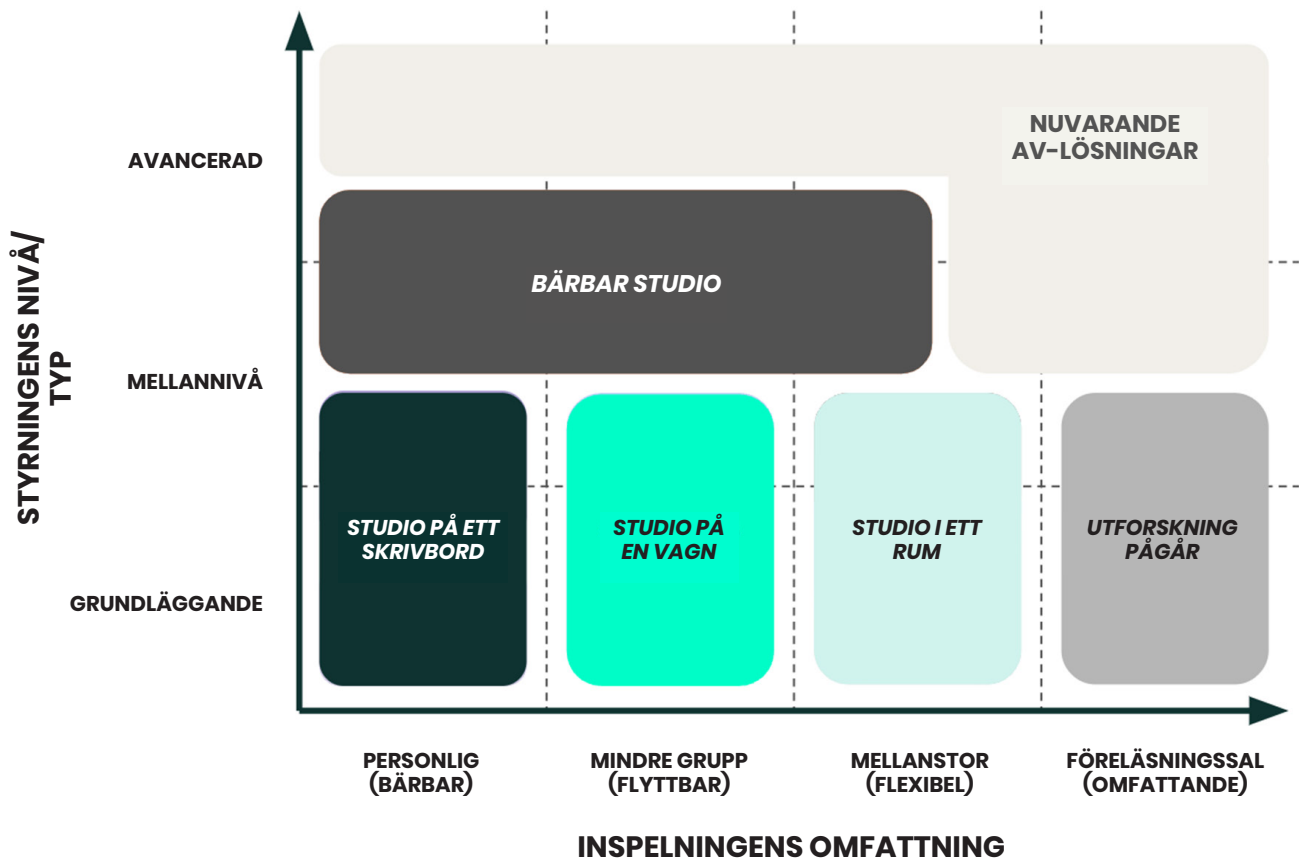 NUVARANDE
AV-LÖSNINGAR
AVANCERAD
STYRNINGENS NIVÅ/
TYP
BÄRBAR STUDIO
MELLANNIVÅ
STUDIO PÅ ETT
SKRIVBORD
STUDIO PÅ
EN VAGN
STUDIO I ETT
RUM
UTFORSKNING
PÅGÅR
GRUNDLÄGGANDE
PERSONLIG
(BÄRBAR)
MINDRE GRUPP
(FLYTTBAR)
MELLANSTOR
(FLEXIBEL)
FÖRELÄSNINGSSAL
(OMFATTANDE)
INSPELNINGENS OMFATTNING